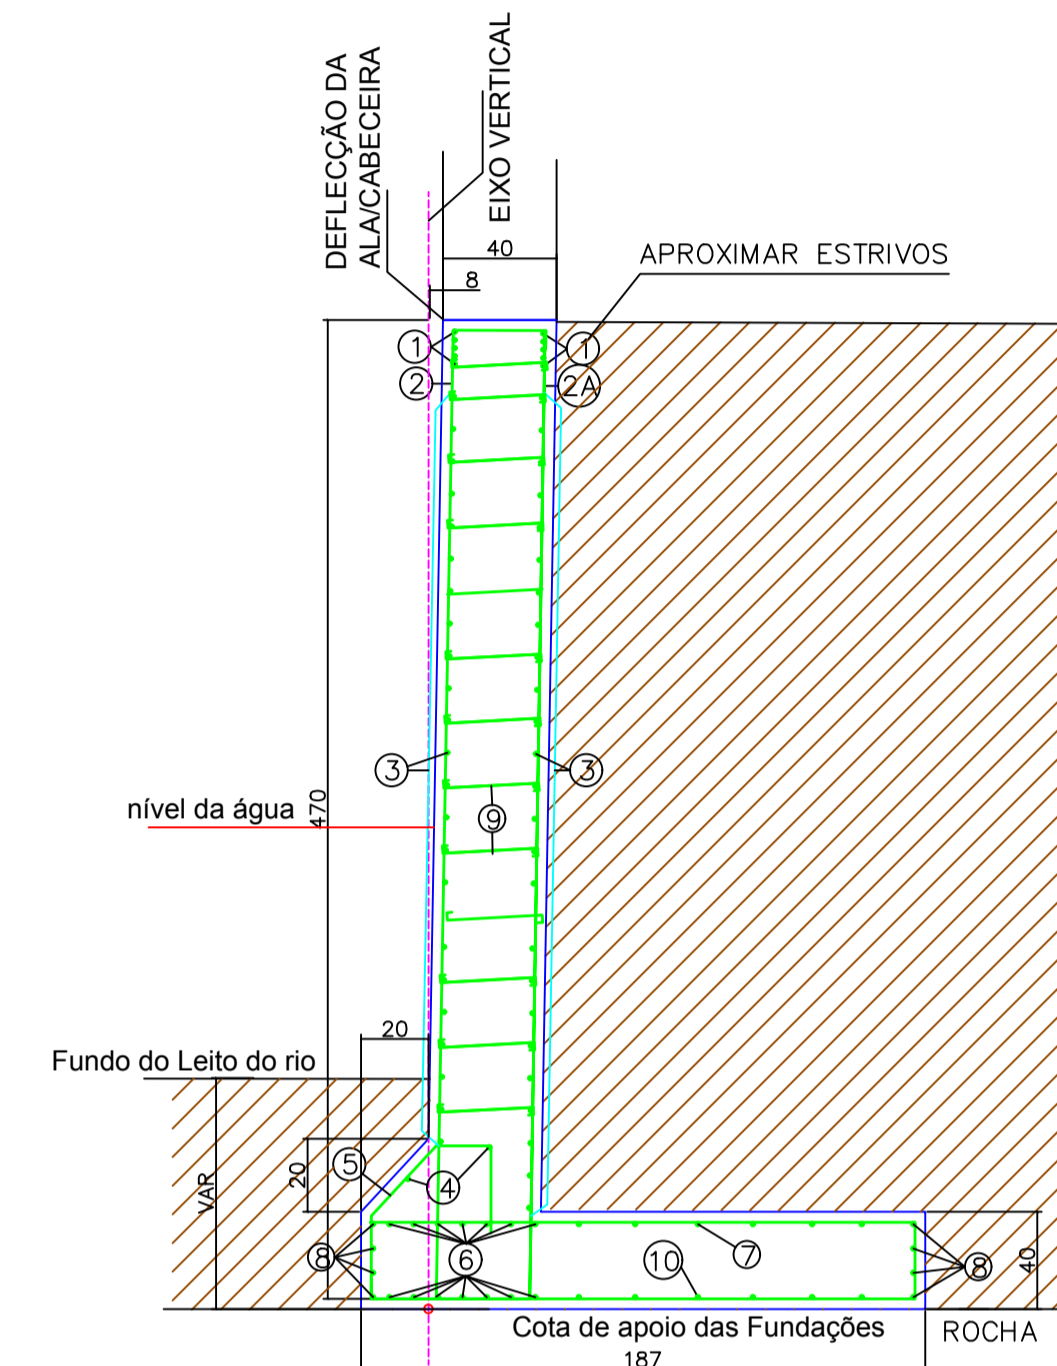 DEFLECÇÃO DA
ALA/CABECEIRA
EIXO VERTICAL
40
8
APROXIMAR ESTRIVOS
1
1
2
2A
3
3
nível da água
470
9
20
Fundo do Leito do rio
VAR
20
5
4
8
6
10
7
8
40
Cota de apoio das Fundações
ROCHA
187